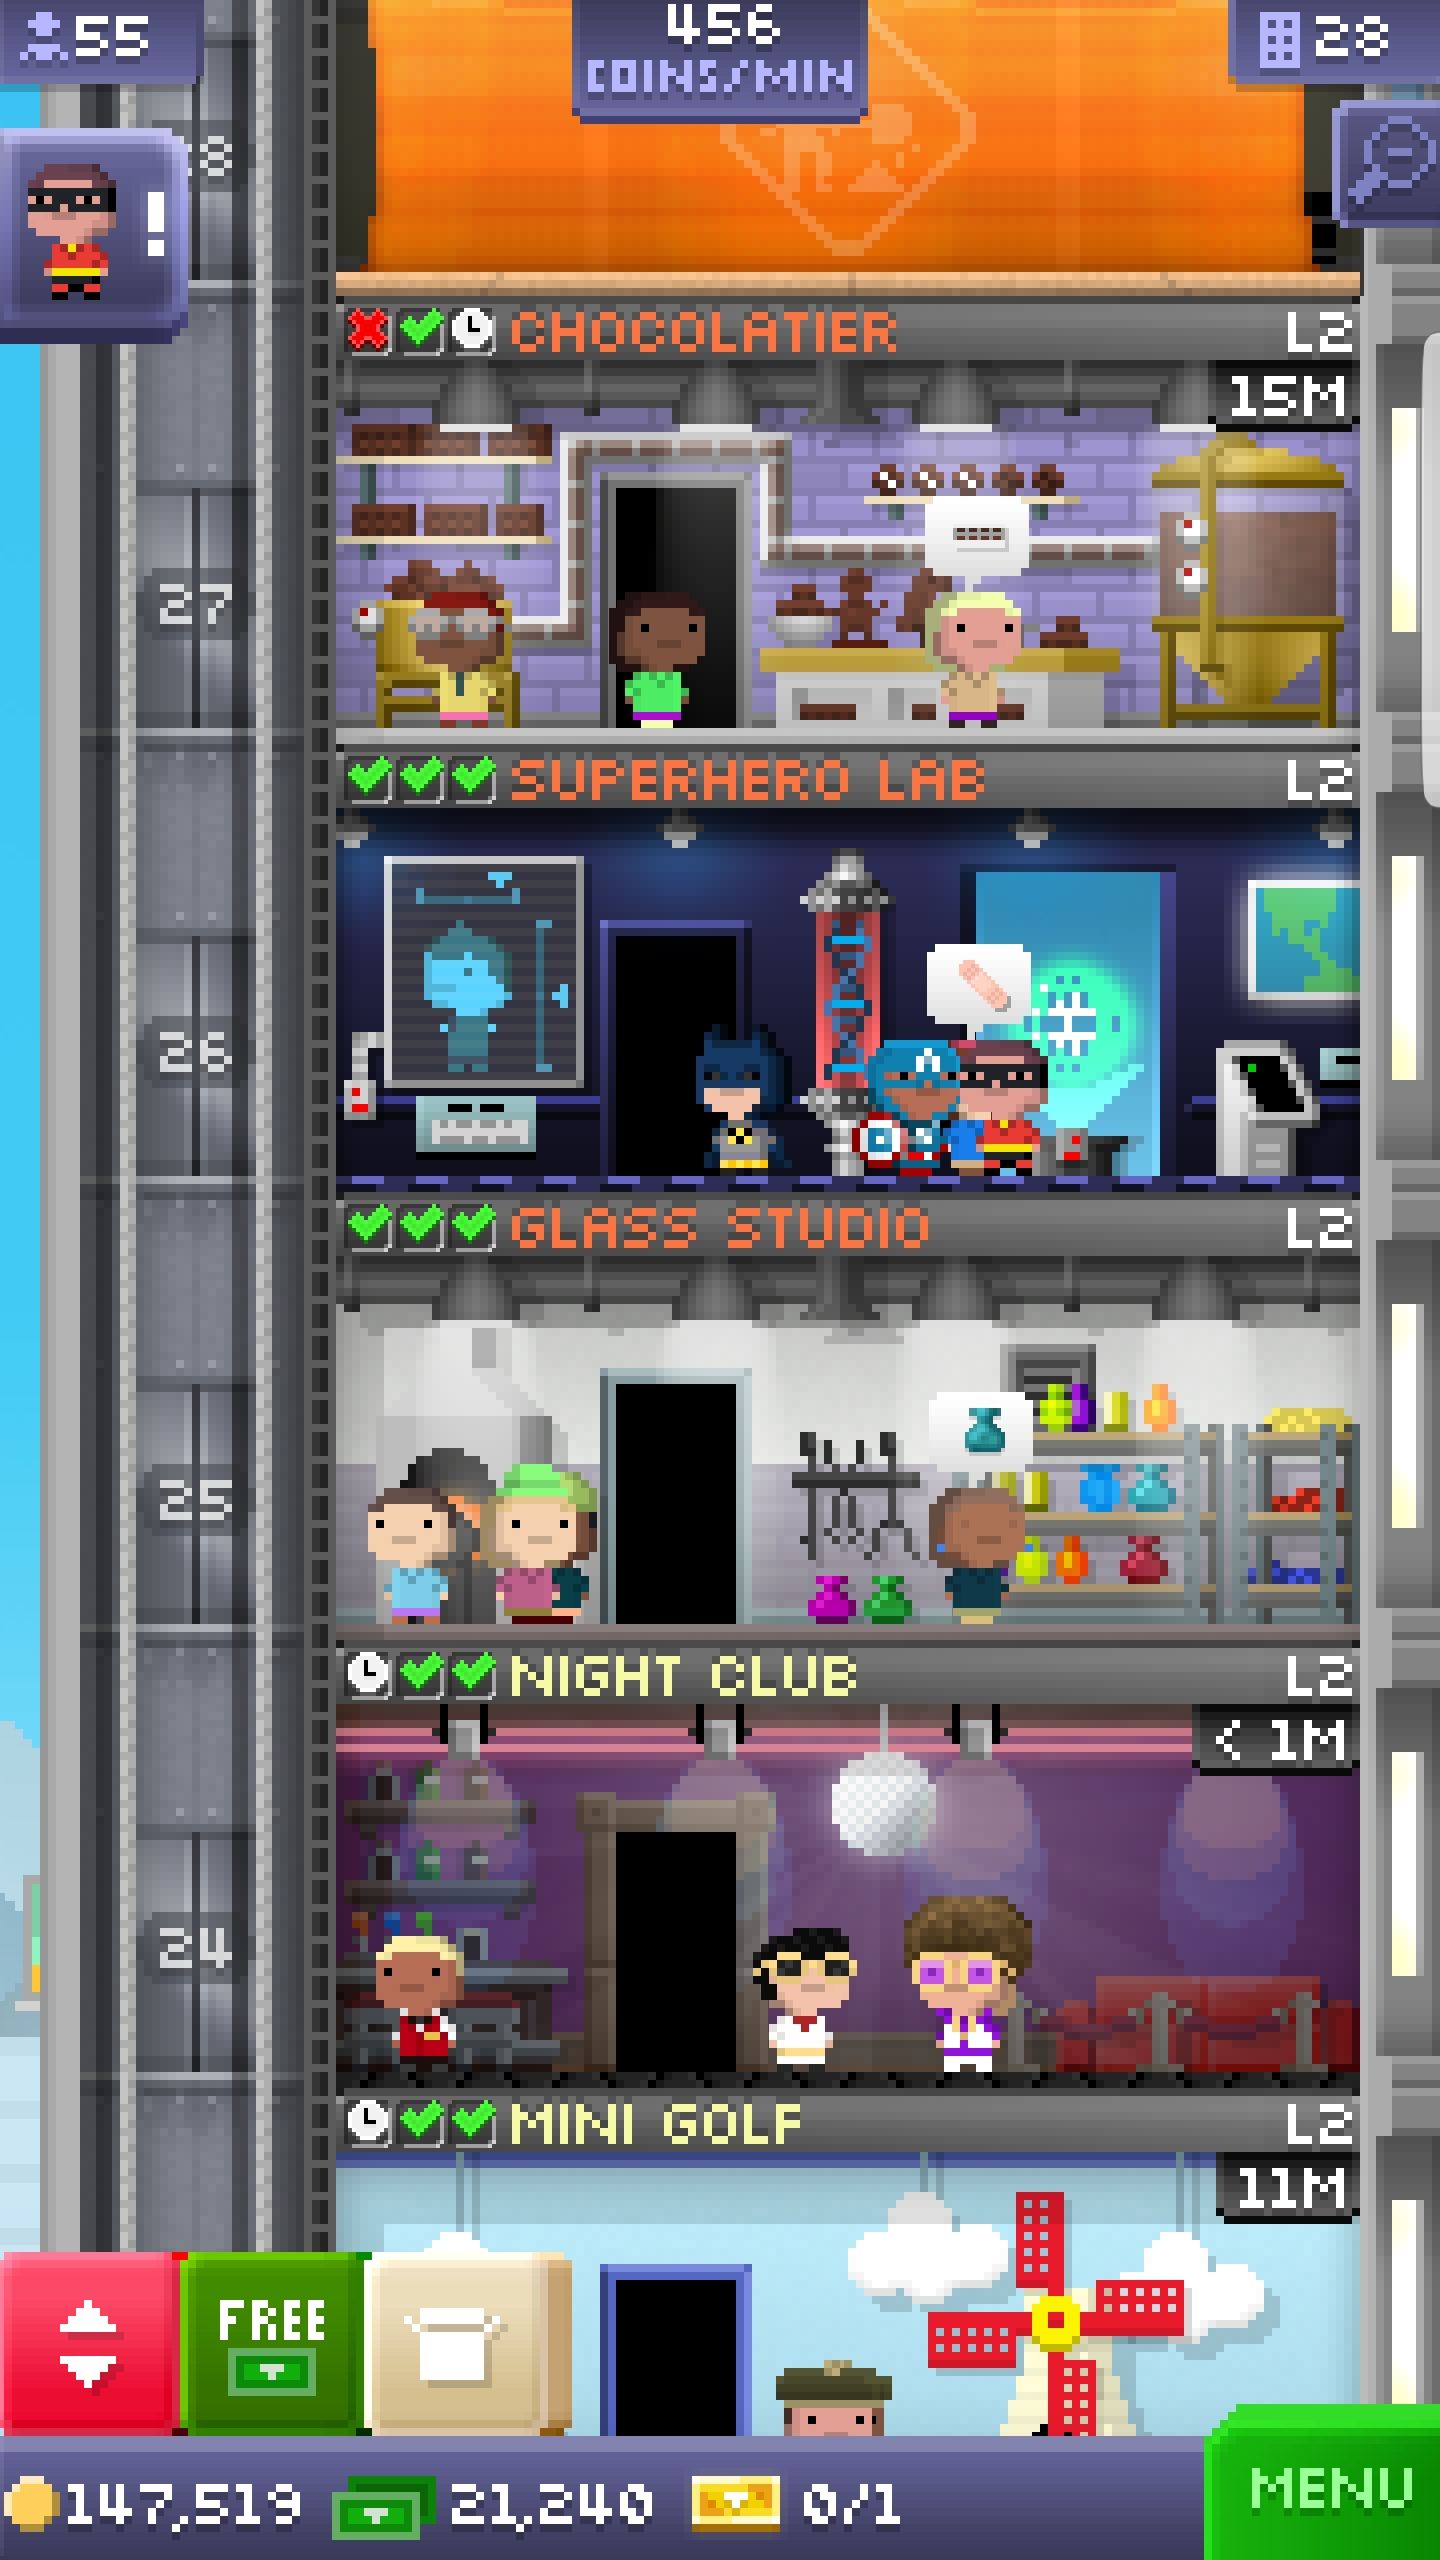 55
456
COINS/MIN
28
CHOCOLATIER L2
15M
27
SUPERHERO LAB L2
26
GLASS STUDIO L2
25
NIGHT CLUB L2
< 1M
24
MINI GOLF L2
11M
FREE
147,519 21,240 0/1
MENU